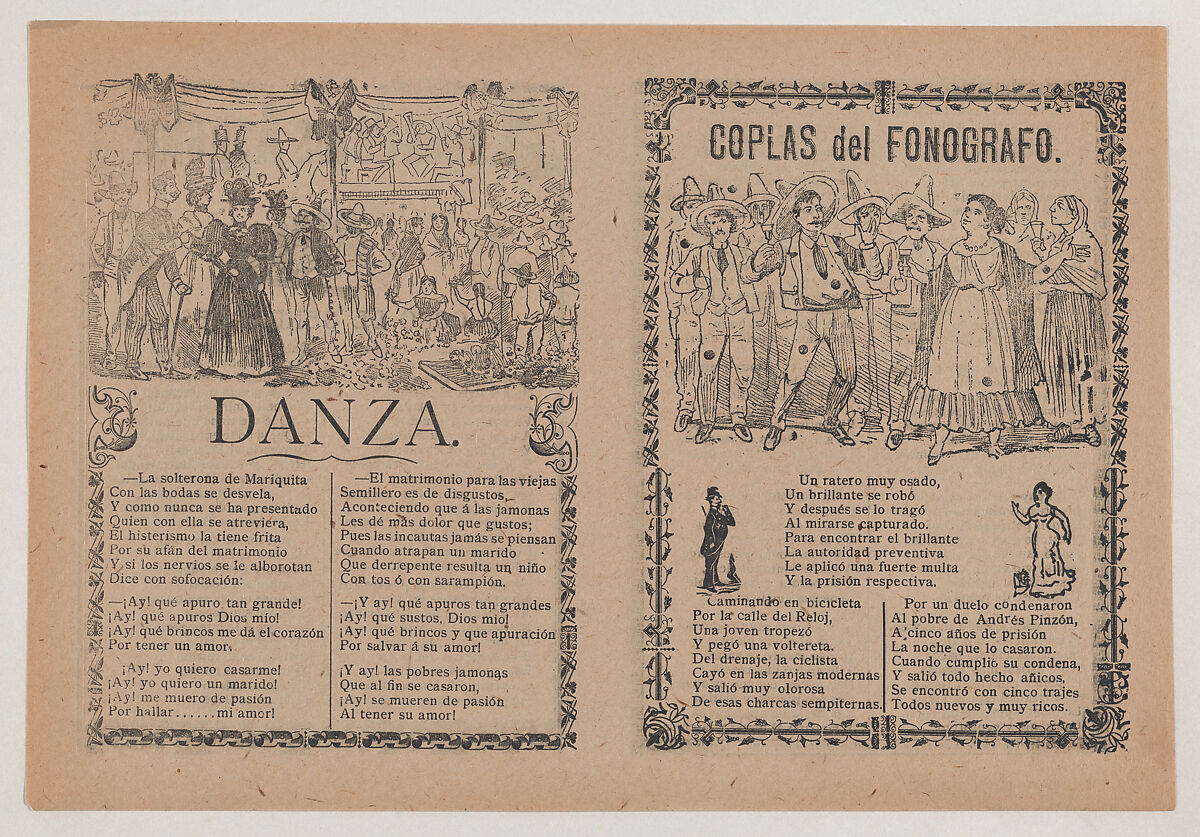 DANZA.
—La solterona de Mariquita
Con las bodas se desvela,
Y como nunca se ha presentado
Quien con ella se atreviera,
El histerismo la tiene frita
Por su afán del matrimonio
Y si los nervios se le alborotan
Dice con sofocación:
—¡Ay! qué apuro tan grande!
¡Ay! qué apuros Dios mío!
¡Ay! qué brincos me dá el corazón
Por tener un amor.
¡Ay! yo quiero casarme!
¡Ay! yo quiero un marido!
¡Ay! me muero de pasión
Por hallar......mi amor!
—El matrimonio para las viejas
Semillero es de disgustos,
Aconteciendo que á las jamonas
Les dé más dolor que gustos;
Pues las incautas jamás se piensan
Cuando atrapan un marido
Que derrepente resulta un niño
Con tos ó con sarampión.
—¡Y ay! qué apuros tan grandes
¡Ay! qué sustos, Dios mio!
¡Ay! qué brincos y que apuración
Por salvar á su amor!
¡Y ay! las pobres jamonas
Que al fin se casaron,
¡Ay! se mueren de pasión
Al tener su amor!
COPLAS del FONOGRAFO.
Un ratero muy osado,
Un brillante se robó
Y después se lo tragó
Al mirarse capturado.
Para encontrar el brillante
La autoridad preventiva
Le aplicó una fuerte multa
Y la prisión respectiva.
Caminando en bicicleta
Por la calle del Reloj,
Una joven tropezó
Y pegó una voltereta.
Del drenaje, la ciclista
Cayó en las zanjas modernas
Y salió muy olorosa
De esas charcas sempiternas.
Por un duelo condenaron
Al pobre de Andrés Pinzón,
A cinco años de prisión
La noche que lo casaron.
Cuando cumplió su condena,
Y salió todo hecho añicos,
Se encontró con cinco trajes
Todos nuevos y muy ricos.